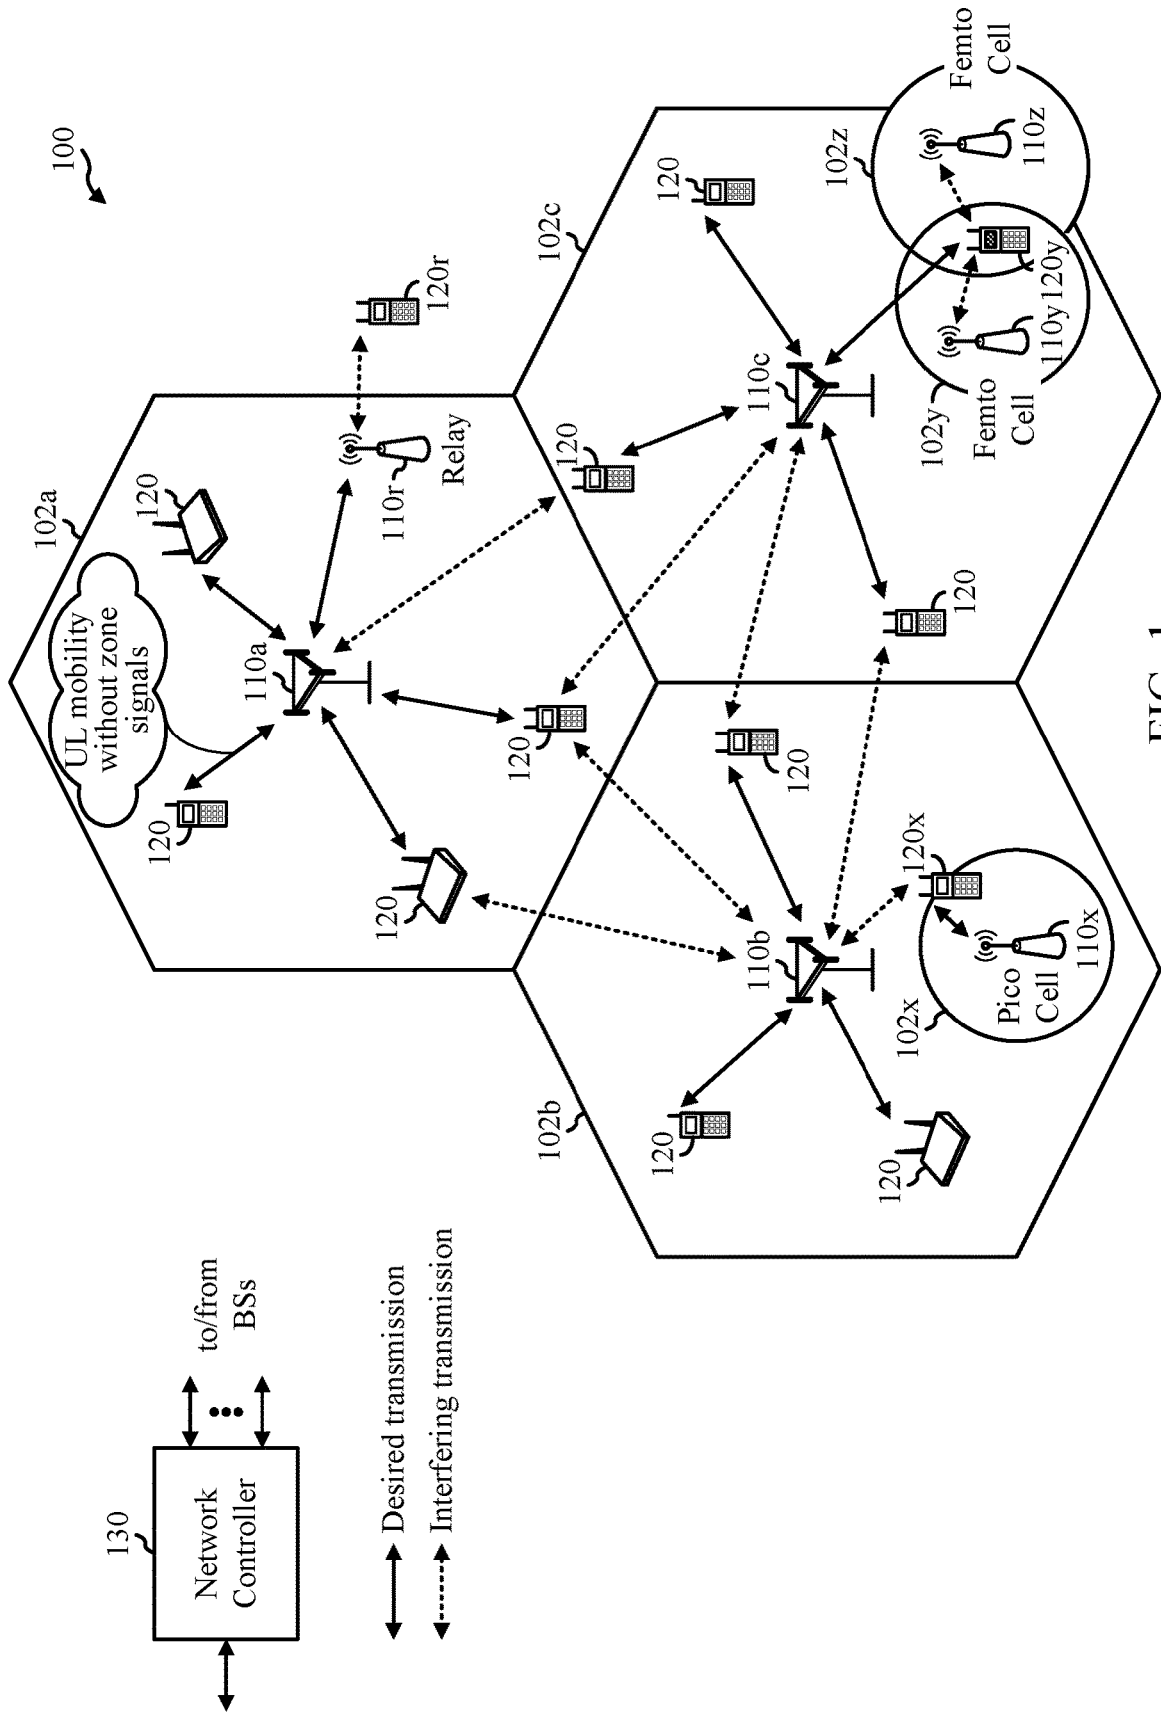 100
130
Network
Controller
to/from
BSs
Desired transmission
Interfering transmission
102a
UL mobility
without zone
signals
120
120
110a
120
120
110r
Relay
120r
102b
120
110b
120
120
120x
102x
Pico
Cell
110x
102c
120
120
110c
120
102y
Femto
Cell
110y
120y
102z
110z
Femto
Cell
120
FIG. 1